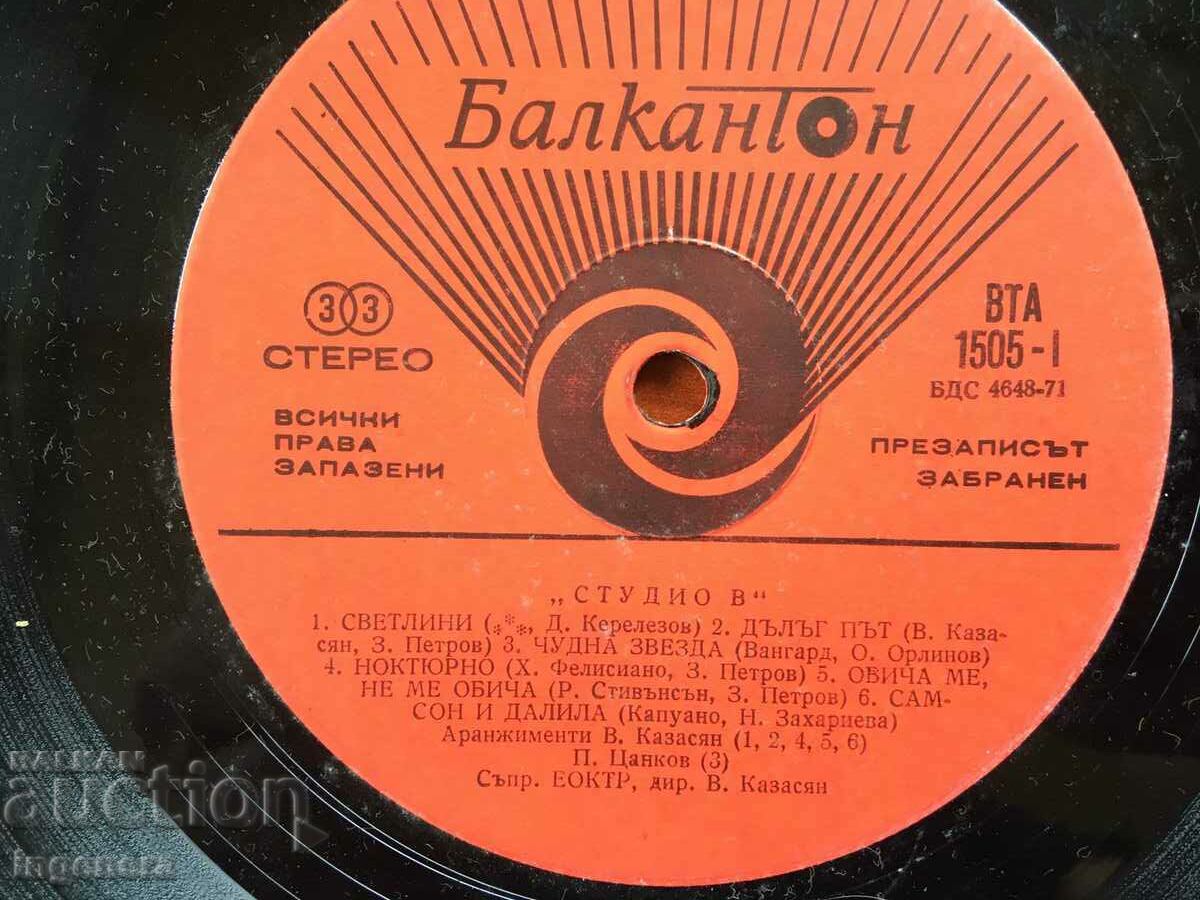 Балкантон
33
СТЕРЕО
ВСИЧКИ
ПРАВА
ЗАПАЗЕНИ
ВТА
1505-I
БДС 4648-71
ПРЕЗАПИСЪТ
ЗАБРАНЕН
„СТУДИО В“
1. СВЕТЛИНИ (***, Д. Керелезов) 2. ДЪЛЪГ ПЪТ (В. Каза-
сян, З. Петров) 3. ЧУДНА ЗВЕЗДА (Вангард, О. Орлинов)
4. НОКТЮРНО (Х. Фелисиано, З. Петров) 5. ОБИЧА МЕ,
НЕ МЕ ОБИЧА (Р. Стивънсън, З. Петров) 6. САМ-
СОН И ДАЛИЛА (Капуано, Н. Захариева)
Аранжименти В. Казасян (1, 2, 4, 5, 6)
П. Цанков (3)
Съпр. ЕОКТР, дир. В. Казасян
BALKAN
auction
ingenera